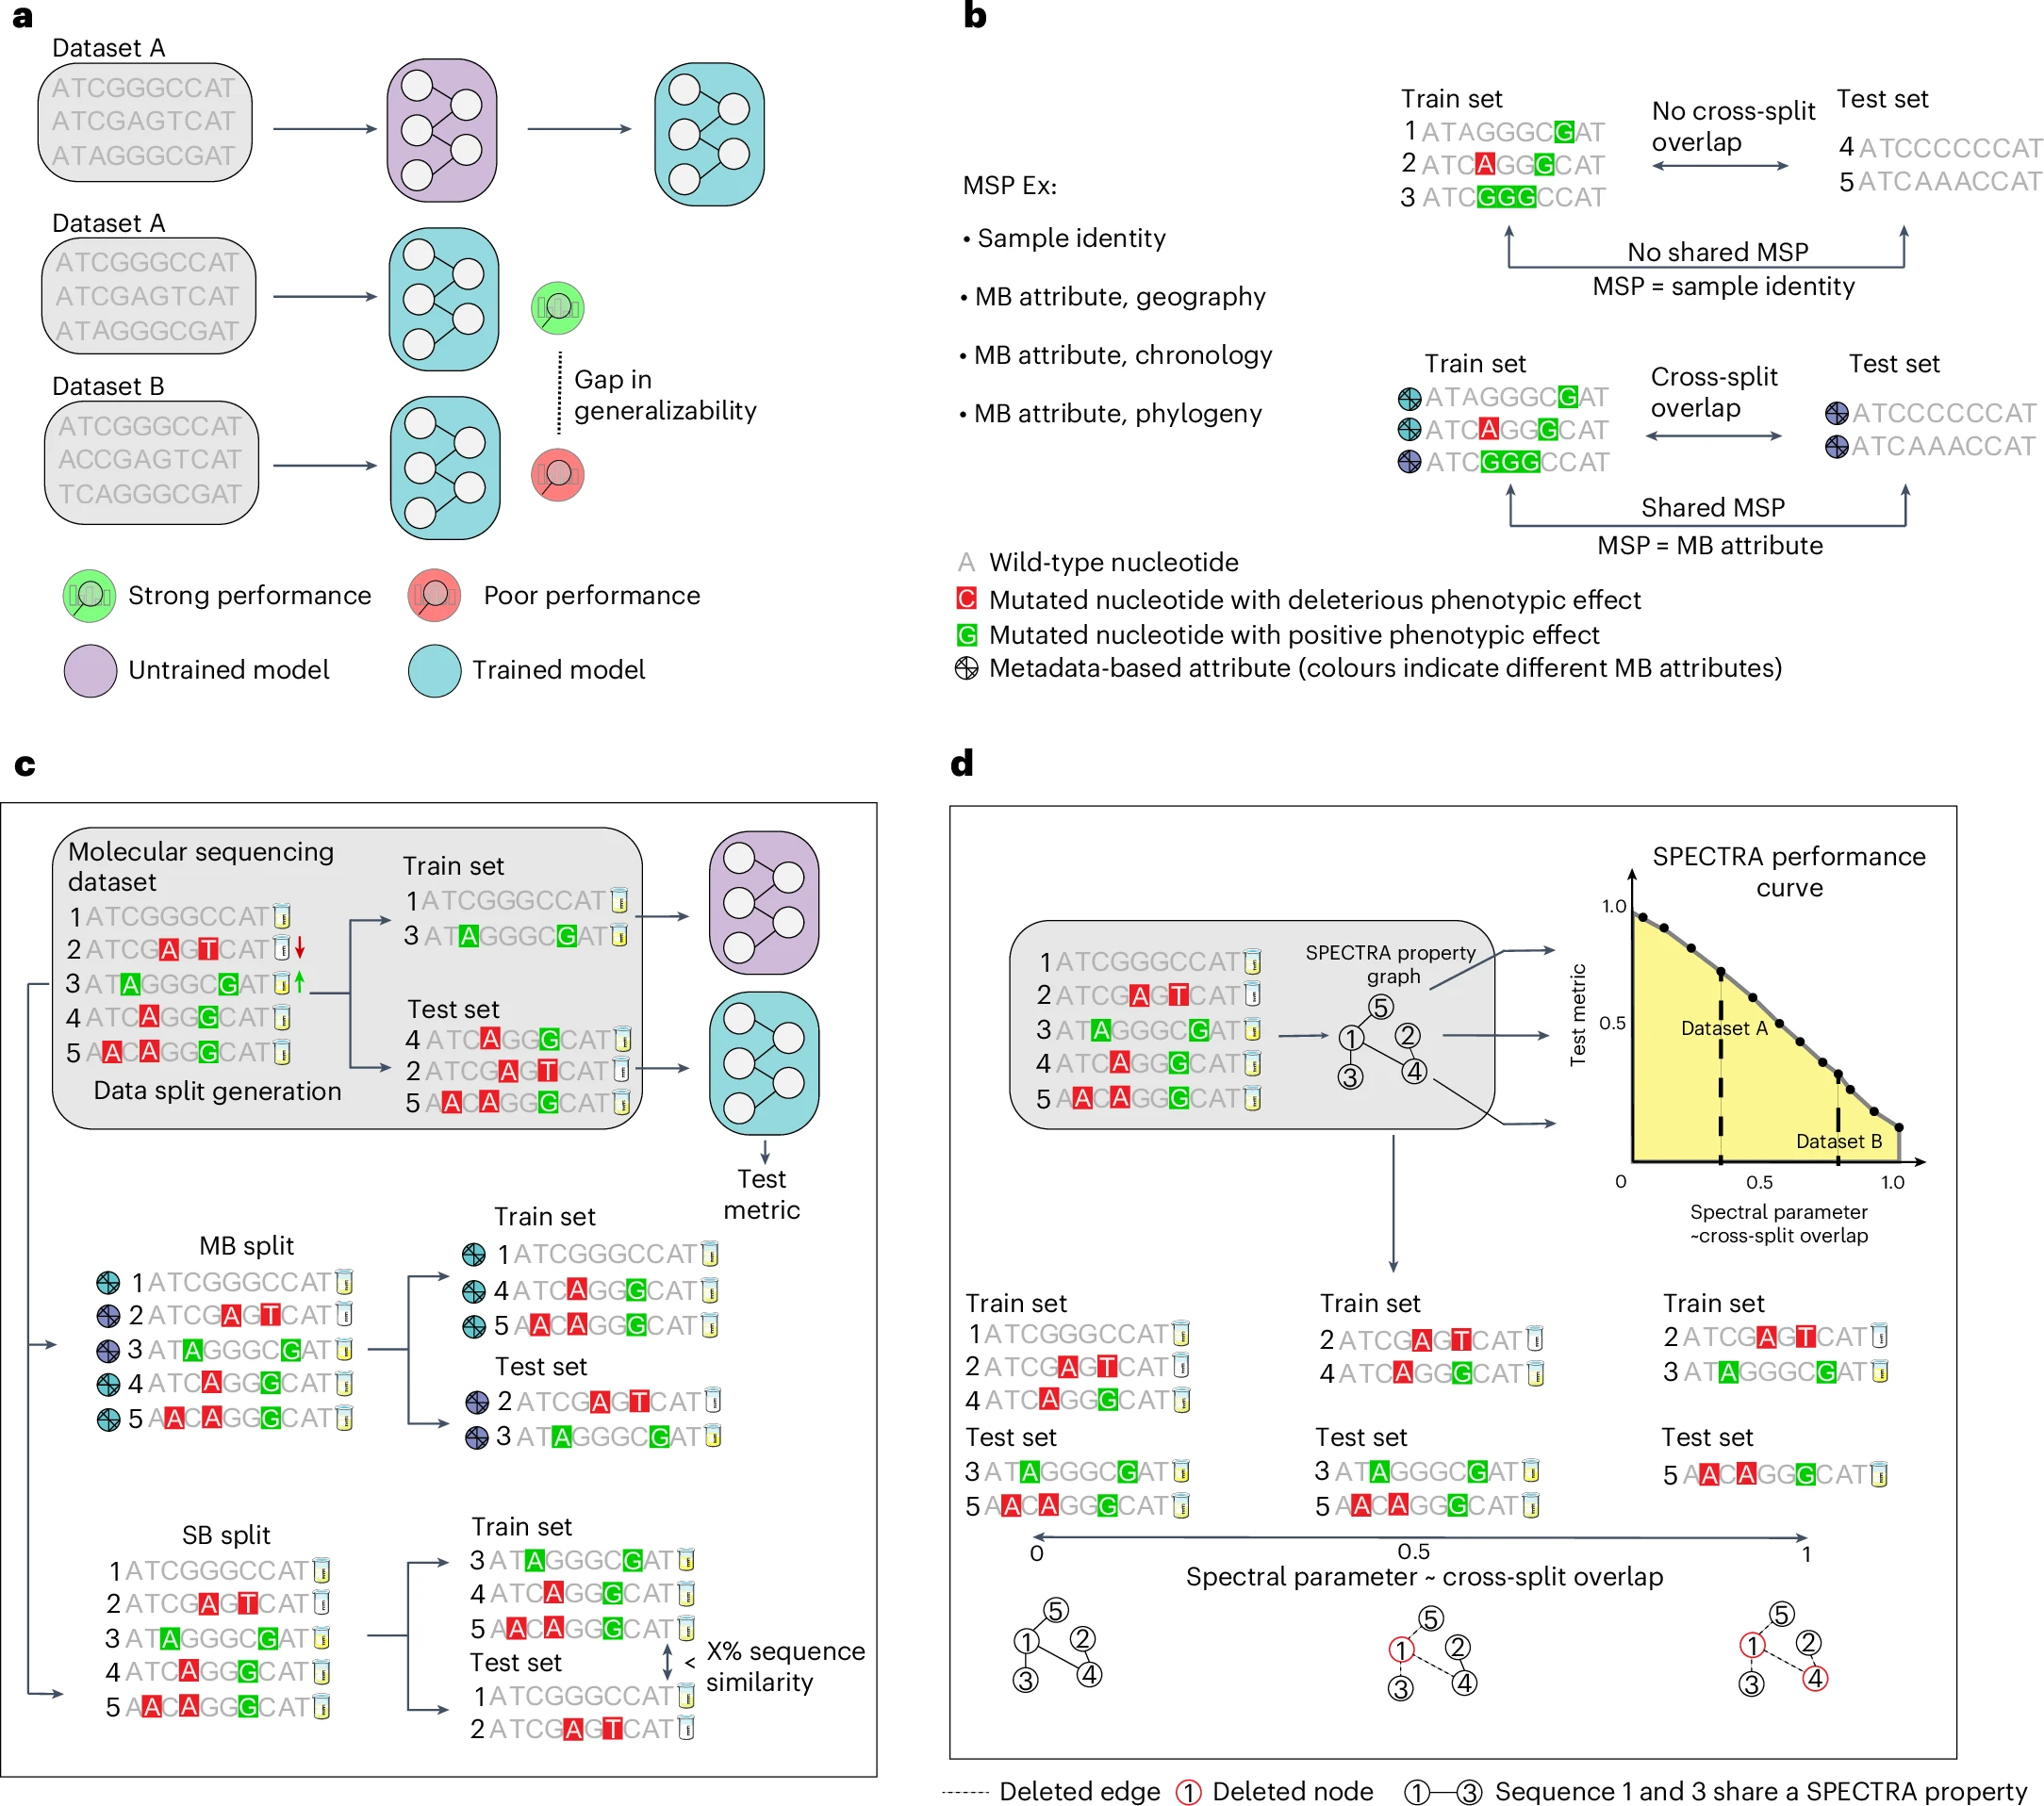 a
Dataset A
ATCGGGCCAT
ATCGAGTCAT
ATAGGGCGAT
Dataset A
ATCGGGCCAT
ATCGAGTCAT
ATAGGGCGAT
Dataset B
ATCGGGCCAT
ACCGAGTCAT
TCAGGGCGAT
Gap in
generalizability
Strong performance
Poor performance
Untrained model
Trained model
b
MSP Ex:
• Sample identity
• MB attribute, geography
• MB attribute, chronology
• MB attribute, phylogeny
Train set
1 ATAGGGCGAT
2 ATCAGGGCAT
3 ATCGGGCCAT
No cross-split
overlap
Test set
4 ATCCCCCCAT
5 ATCAAACCAT
No shared MSP
MSP = sample identity
Train set
ATAGGGCGAT
ATCAGGGCAT
ATCGGGCCAT
Cross-split
overlap
Test set
ATCCCCCCAT
ATCAAACCAT
Shared MSP
MSP = MB attribute
A Wild-type nucleotide
C Mutated nucleotide with deleterious phenotypic effect
G Mutated nucleotide with positive phenotypic effect
Metadata-based attribute (colours indicate different MB attributes)
c
Molecular sequencing
dataset
1 ATCGGGCCAT
2 ATCGAGTCAT
3 ATAGGGCGAT
4 ATCAGGGCAT
5 AACAGGGCAT
Data split generation
Train set
1 ATCGGGCCAT
3 ATAGGGCGAT
Test set
4 ATCAGGGCAT
2 ATCGAGTCAT
5 AACAGGGCAT
Test
metric
MB split
1 ATCGGGCCAT
2 ATCGAGTCAT
3 ATAGGGCGAT
4 ATCAGGGCAT
5 AACAGGGCAT
Train set
1 ATCGGGCCAT
4 ATCAGGGCAT
5 AACAGGGCAT
Test set
2 ATCGAGTCAT
3 ATAGGGCGAT
SB split
1 ATCGGGCCAT
2 ATCGAGTCAT
3 ATAGGGCGAT
4 ATCAGGGCAT
5 AACAGGGCAT
Train set
3 ATAGGGCGAT
4 ATCAGGGCAT
5 AACAGGGCAT
Test set
1 ATCGGGCCAT
2 ATCGAGTCAT
< X% sequence
similarity
d
1 ATCGGGCCAT
2 ATCGAGTCAT
3 ATAGGGCGAT
4 ATCAGGGCAT
5 AACAGGGCAT
SPECTRA property
graph
5
1 2
3 4
SPECTRA performance
curve
1.0
0.5
Test metric
Dataset A
Dataset B
0 0.5 1.0
Spectral parameter
~cross-split overlap
Train set
1 ATCGGGCCAT
2 ATCGAGTCAT
4 ATCAGGGCAT
Test set
3 ATAGGGCGAT
5 AACAGGGCAT
Train set
2 ATCGAGTCAT
4 ATCAGGGCAT
Test set
3 ATAGGGCGAT
5 AACAGGGCAT
Train set
2 ATCGAGTCAT
3 ATAGGGCGAT
Test set
5 AACAGGGCAT
0 0.5 1
Spectral parameter ~ cross-split overlap
5
1 2
3 4
5
1 2
3 4
5
1 2
3 4
Deleted edge
1 Deleted node
1 3 Sequence 1 and 3 share a SPECTRA property